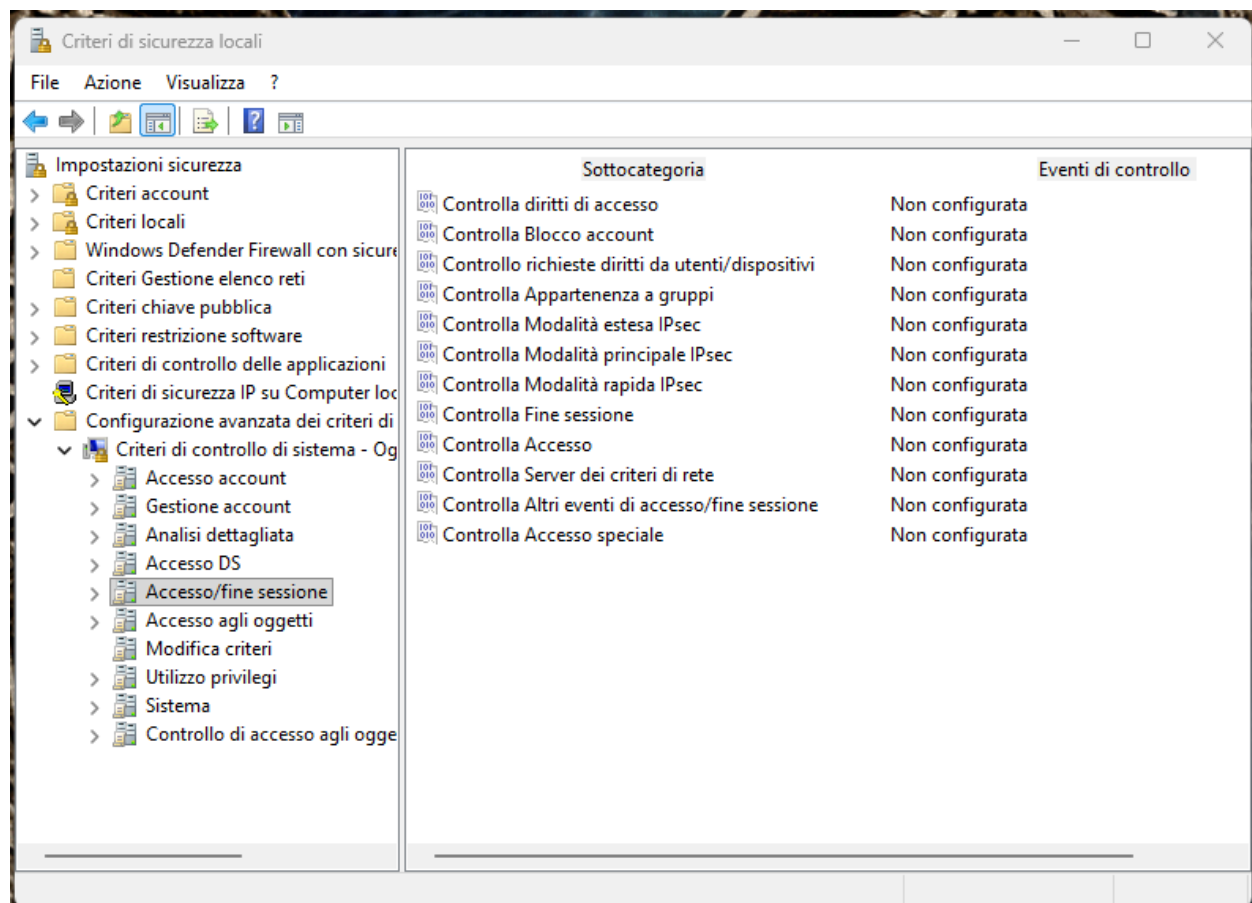 Criteri di sicurezza locali
File Azione Visualizza ?
Impostazioni sicurezza
Criteri account
Criteri locali
Windows Defender Firewall con sicure
Criteri Gestione elenco reti
Criteri chiave pubblica
Criteri restrizione software
Criteri di controllo delle applicazioni
Criteri di sicurezza IP su Computer loc
Configurazione avanzata dei criteri di
Criteri di controllo di sistema - Og
Accesso account
Gestione account
Analisi dettagliata
Accesso DS
Accesso/fine sessione
Accesso agli oggetti
Modifica criteri
Utilizzo privilegi
Sistema
Controllo di accesso agli ogge
Sottocategoria Eventi di controllo
Controlla diritti di accesso Non configurata
Controlla Blocco account Non configurata
Controllo richieste diritti da utenti/dispositivi Non configurata
Controlla Appartenenza a gruppi Non configurata
Controlla Modalità estesa IPsec Non configurata
Controlla Modalità principale IPsec Non configurata
Controlla Modalità rapida IPsec Non configurata
Controlla Fine sessione Non configurata
Controlla Accesso Non configurata
Controlla Server dei criteri di rete Non configurata
Controlla Altri eventi di accesso/fine sessione Non configurata
Controlla Accesso speciale Non configurata